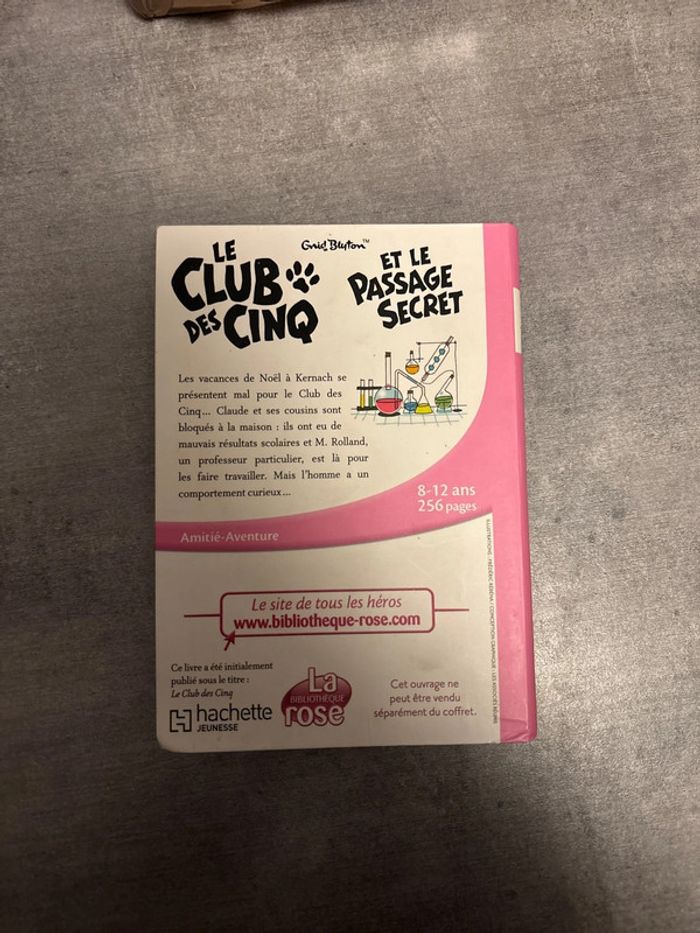 Enid Blyton™
LE
CLUB
DES CINQ
ET LE
PASSAGE
SECRET
Les vacances de Noël à Kernach se
présentent mal pour le Club des
Cinq... Claude et ses cousins sont
bloqués à la maison : ils ont eu de
mauvais résultats scolaires et M. Rolland,
un professeur particulier, est là pour
les faire travailler. Mais l'homme a un
comportement curieux...
8-12 ans
256 pages
Amitié-Aventure
Le site de tous les héros
www.bibliotheque-rose.com
Ce livre a été initialement
publié sous le titre :
Le Club des Cinq
hachette
JEUNESSE
La
BIBLIOTHÈQUE
rose
Cet ouvrage ne
peut être vendu
séparément du coffret.